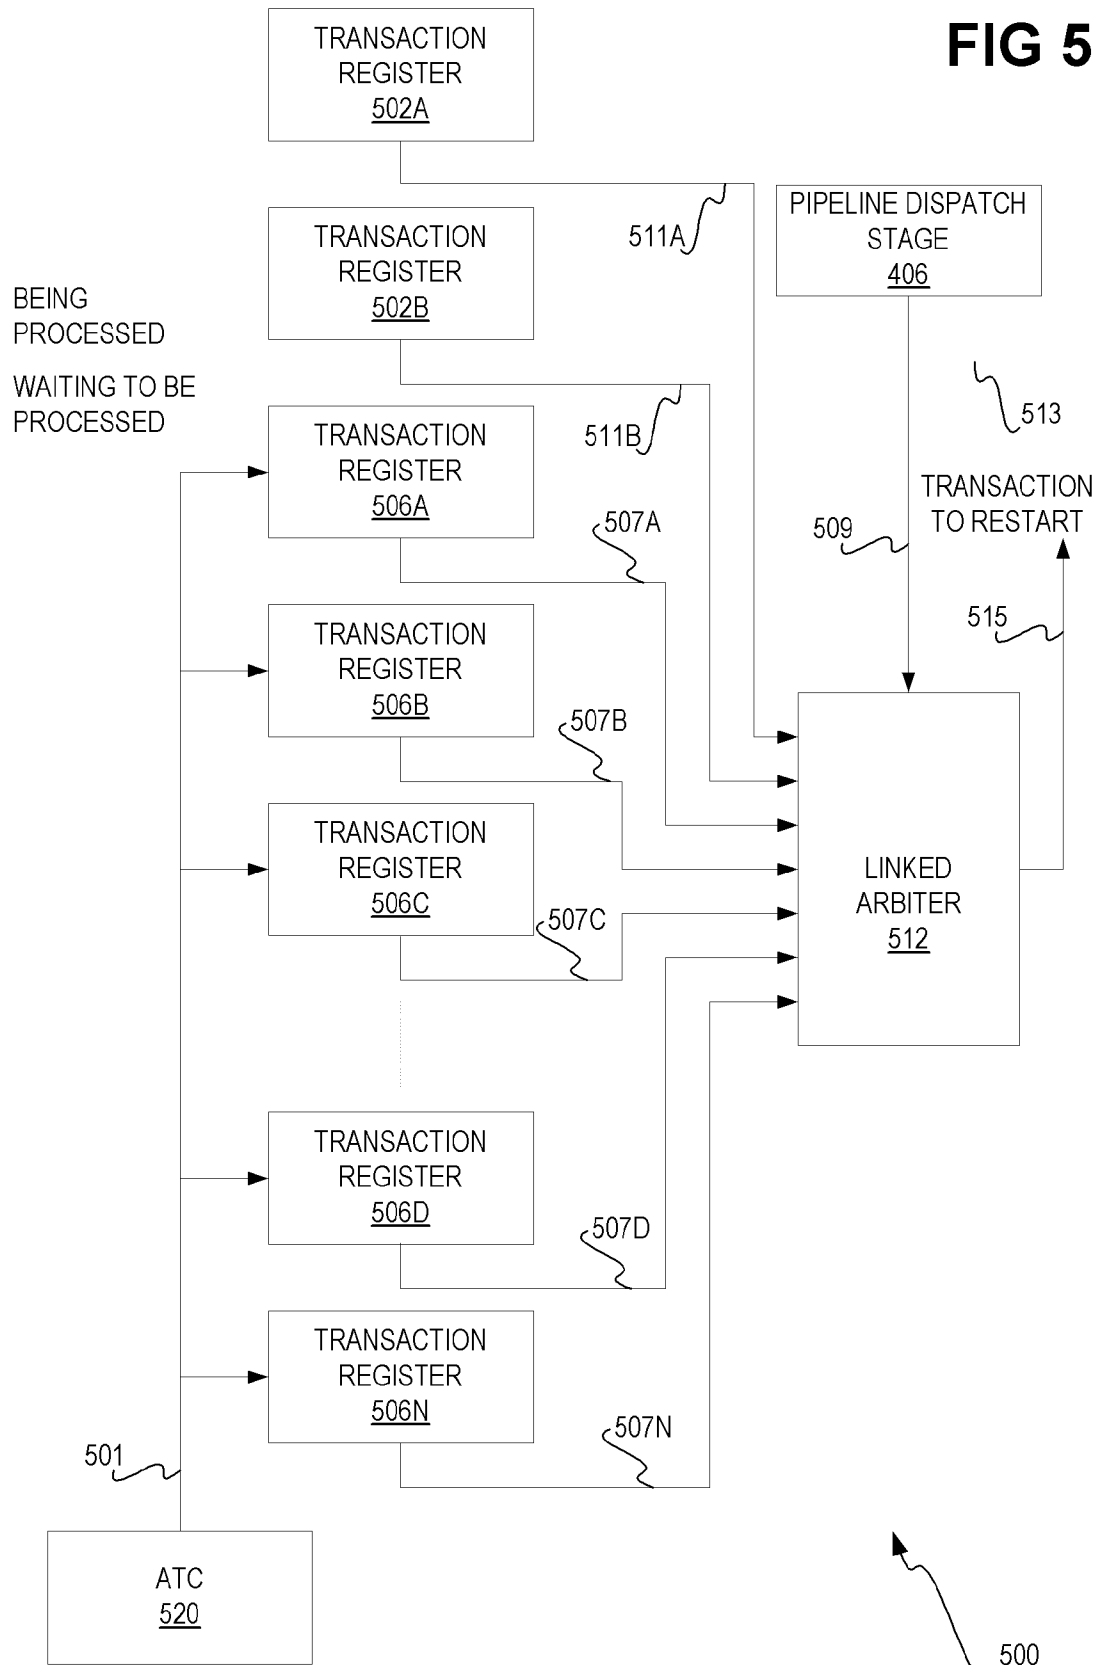 FIG 5
TRANSACTION
REGISTER
502A
511A
PIPELINE DISPATCH
STAGE
406
TRANSACTION
REGISTER
502B
BEING
PROCESSED
WAITING TO BE
PROCESSED
511B
513
TRANSACTION
REGISTER
506A
507A
509
TRANSACTION
TO RESTART
515
TRANSACTION
REGISTER
506B
507B
TRANSACTION
REGISTER
506C
507C
LINKED
ARBITER
512
TRANSACTION
REGISTER
506D
507D
TRANSACTION
REGISTER
506N
507N
501
ATC
520
500